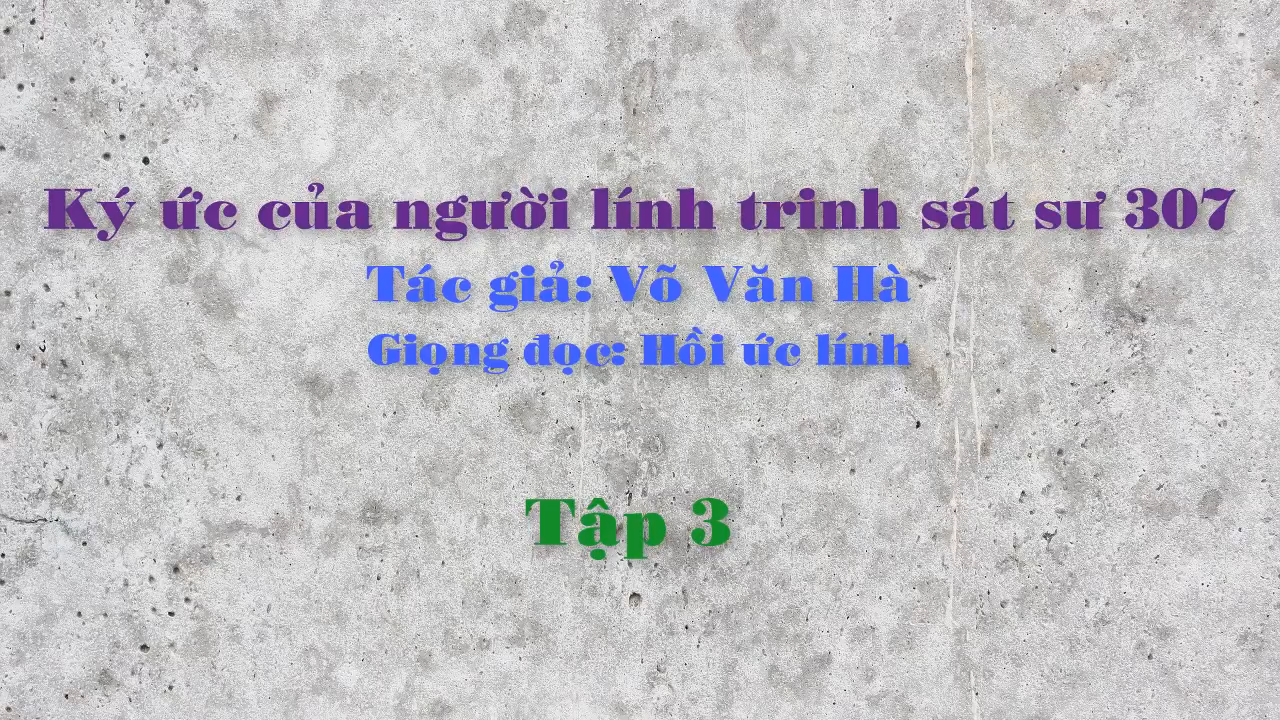 Ký ức của người lính trinh sát sư 307
Tác giả: Võ Văn Hà
Giọng đọc: Hồi ức lính
Tập 3